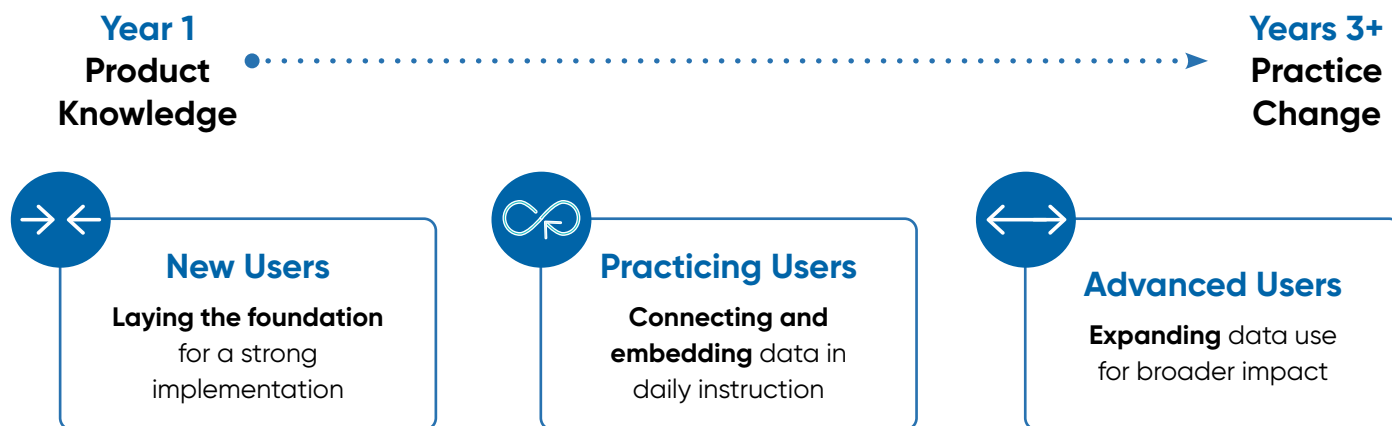 Year 1
Product
Knowledge
Years 3+
Practice
Change
New Users
Laying the foundation
for a strong
implementation
Practicing Users
Connecting and
embedding data in
daily instruction
Advanced Users
Expanding data use
for broader impact